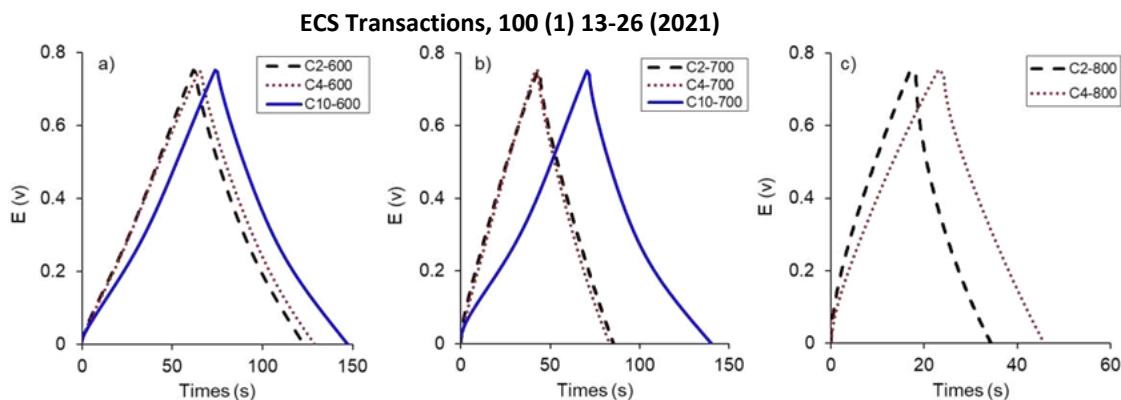 ECS Transactions, 100 (1) 13-26 (2021)
a)
C2-600
C4-600
C10-600
E (v)
0.8
0.6
0.4
0.2
0
0
50
100
150
Times (s)
b)
C2-700
C4-700
C10-700
E (v)
0.8
0.6
0.4
0.2
0
0
50
100
150
Times (s)
c)
C2-800
C4-800
E (v)
0.8
0.6
0.4
0.2
0
0
20
40
60
Times (s)